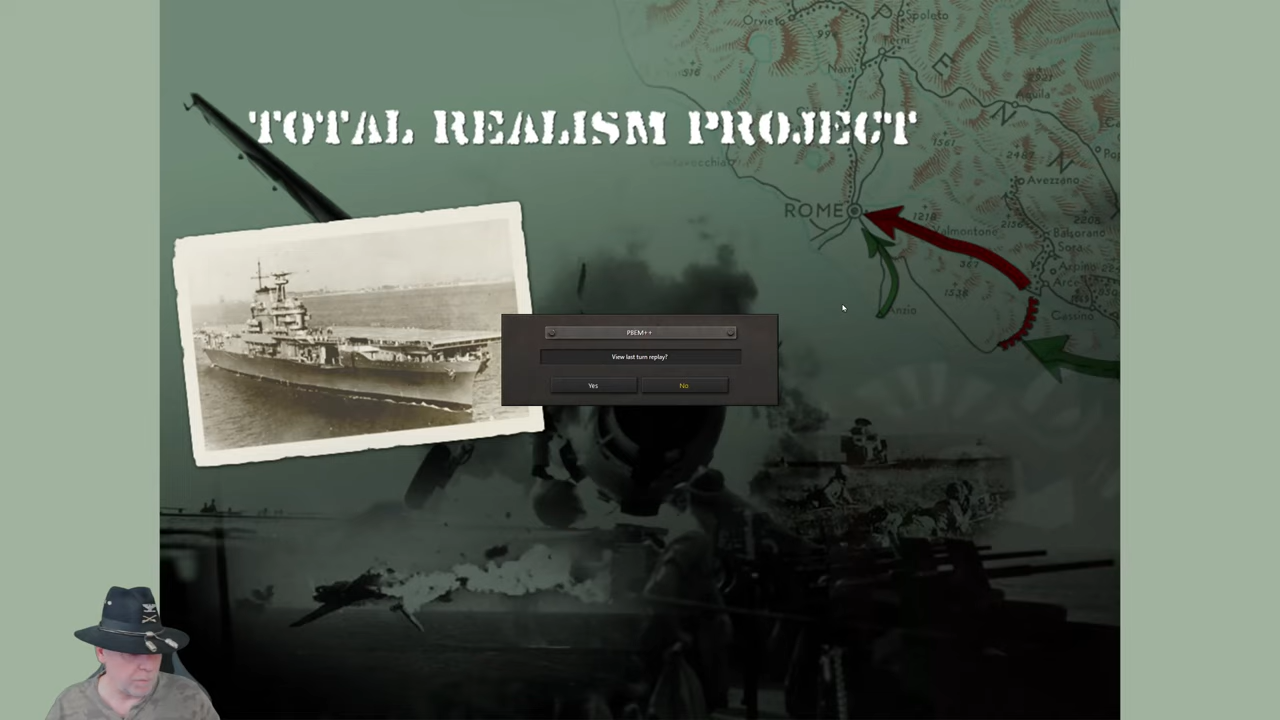 Orvieto
Spoleto
P
Terni
Narni
E
N
N
Avezzano
TOTAL REALISM PROJECT
ROME
Valmontone
Balsorano
Sora
Arpino
Cassino
Anzio
PBEM++
View last turn replay?
Yes
No